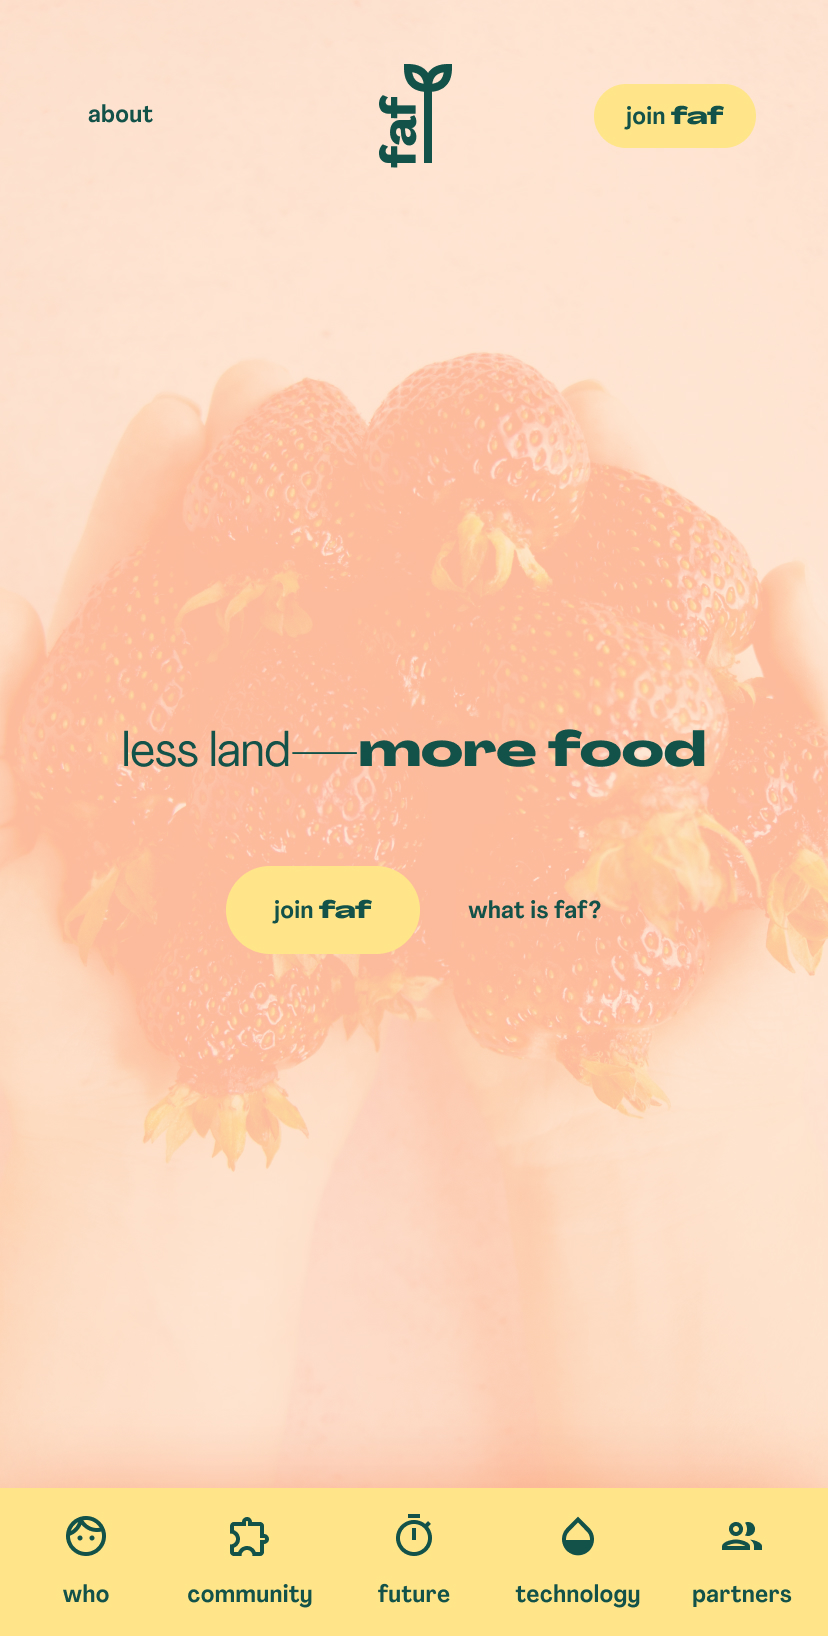 about
faf
join faf
less land—more food
join faf
what is faf?
who
community
future
technology
partners